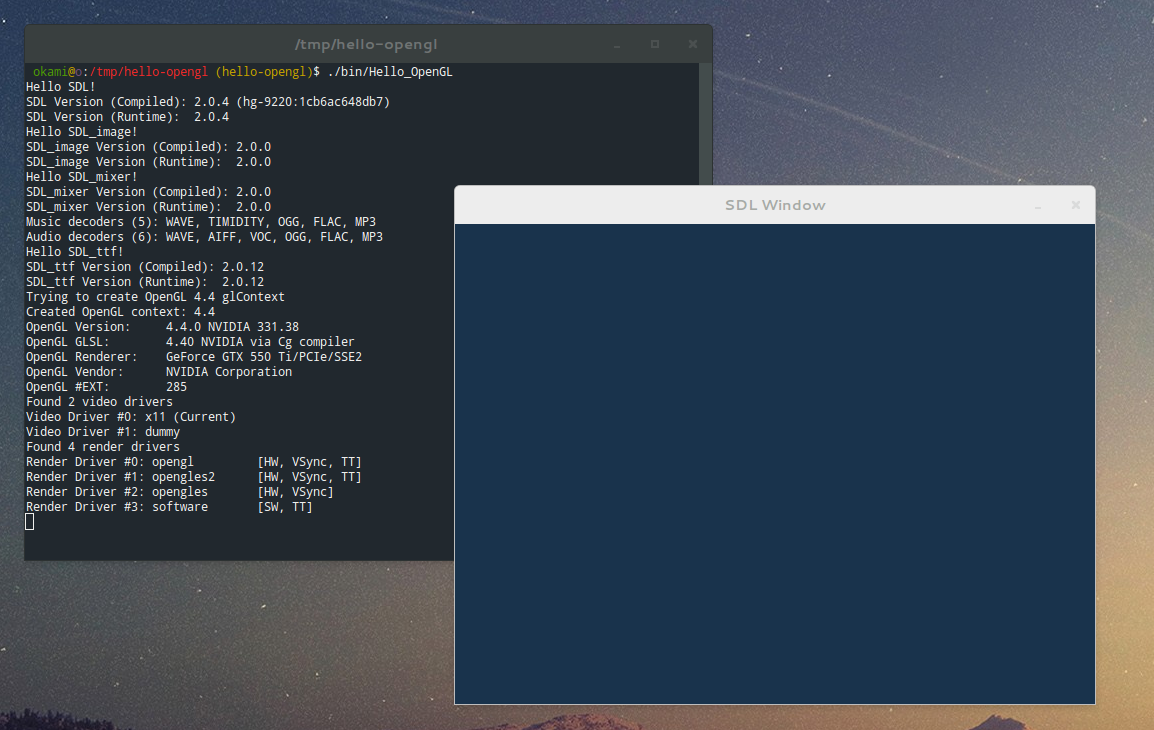 /tmp/hello-opengl
okami@o:/tmp/hello-opengl (hello-opengl)$ ./bin/Hello_OpenGL
Hello SDL!
SDL Version (Compiled): 2.0.4 (hg-9220:1cb6ac648db7)
SDL Version (Runtime):  2.0.4
Hello SDL_image!
SDL_image Version (Compiled): 2.0.0
SDL_image Version (Runtime):  2.0.0
Hello SDL_mixer!
SDL_mixer Version (Compiled): 2.0.0
SDL_mixer Version (Runtime):  2.0.0
Music decoders (5): WAVE, TIMIDITY, OGG, FLAC, MP3
Audio decoders (6): WAVE, AIFF, VOC, OGG, FLAC, MP3
Hello SDL_ttf!
SDL_ttf Version (Compiled): 2.0.12
SDL_ttf Version (Runtime):  2.0.12
Trying to create OpenGL 4.4 glContext
Created OpenGL context: 4.4
OpenGL Version:     4.4.0 NVIDIA 331.38
OpenGL GLSL:        4.40 NVIDIA via Cg compiler
OpenGL Renderer:    GeForce GTX 550 Ti/PCIe/SSE2
OpenGL Vendor:      NVIDIA Corporation
OpenGL #EXT:        285
Found 2 video drivers
Video Driver #0: x11 (Current)
Video Driver #1: dummy
Found 4 render drivers
Render Driver #0: opengl         [HW, VSync, TT]
Render Driver #1: opengles2      [HW, VSync, TT]
Render Driver #2: opengles       [HW, VSync]
Render Driver #3: software       [SW, TT]
SDL Window